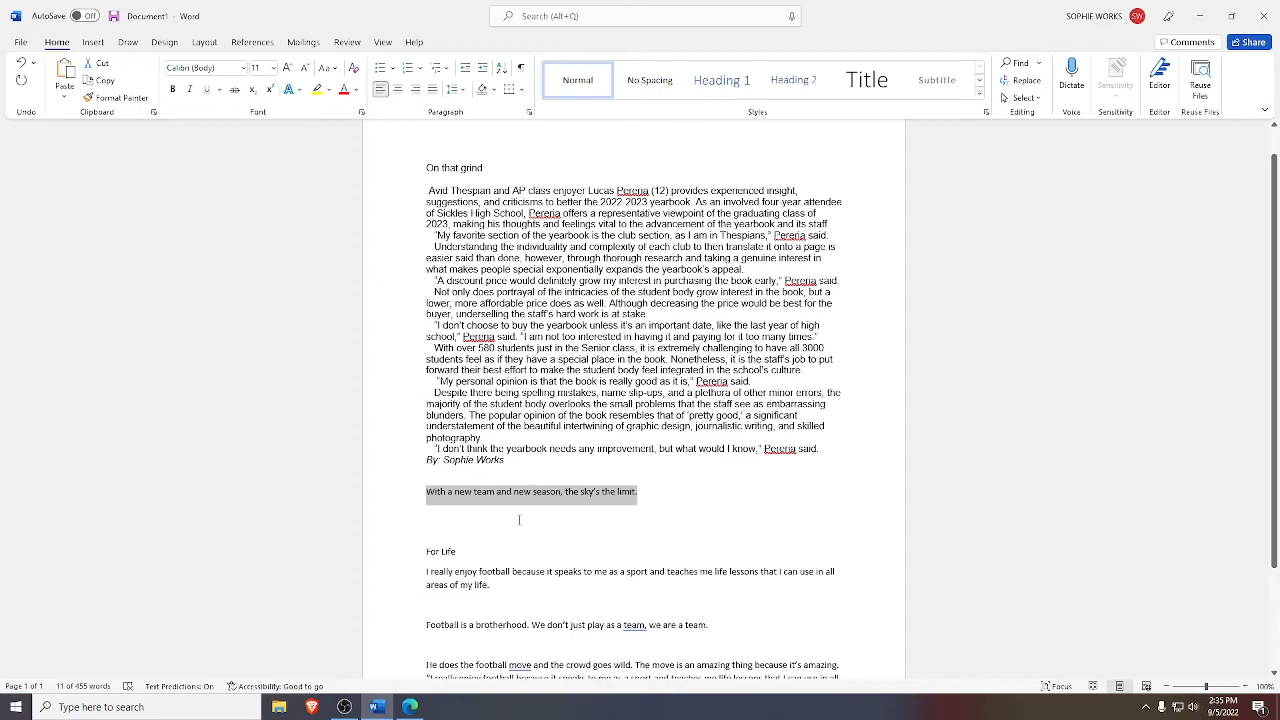 AutoSave Off Document1 - Word Search (Alt+Q) SOPHIE WORKS SW
File Home Insert Draw Design Layout References Mailings Review View Help Comments Share
Cut
Copy
Format Painter
Paste
Calibri (Body) 11
Normal No Spacing Heading 1 Heading 2 Title Subtitle
Find
Replace
Select
Dictate Sensitivity Editor Reuse Files
Undo Clipboard Font Paragraph Styles Editing Voice Sensitivity Editor Reuse Files
On that grind
Avid Thespian and AP class enjoyer Lucas Pereria (12) provides experienced insight,
suggestions, and criticisms to better the 2022-2023 yearbook. As an involved four-year attendee
of Sickles High School, Pereria offers a representative viewpoint of the graduating class of
2023, making his thoughts and feelings vital to the advancement of the yearbook and its staff.
“My favorite section of the yearbook is the club section, as I am in Thespians,” Pereria said.
Understanding the individuality and complexity of each club to then translate it onto a page is
easier said than done, however, through thorough research and taking a genuine interest in
what makes people special exponentially expands the yearbook’s appeal.
“A discount price would definitely grow my interest in purchasing the book early,” Pereria said.
Not only does portrayal of the intricacies of the student body grow interest in the book, but a
lower, more affordable price does as well. Although decreasing the price would be best for the
buyer, underselling the staff’s hard work is at stake.
“I don’t choose to buy the yearbook unless it’s an important date, like the last year of high
school,” Pereria said. “I am not too interested in having it and paying for it too many times.”
With over 580 students just in the Senior class, it is extremely challenging to have all 3000
students feel as if they have a special place in the book. Nonetheless, it is the staff’s job to put
forward their best effort to make the student body feel integrated in the school’s culture.
“My personal opinion is that the book is really good as it is,” Pereria said.
Despite there being spelling mistakes, name slip-ups, and a plethora of other minor errors, the
majority of the student body overlooks the small problems that the staff see as embarrassing
blunders. The popular opinion of the book resembles that of ‘pretty good,’ a significant
understatement of the beautiful intertwining of graphic design, journalistic writing, and skilled
photography.
“I don’t think the yearbook needs any improvement, but what would I know,” Pereria said.
By: Sophie Works
With a new team and new season, the sky’s the limit.
For Life
I really enjoy football because it speaks to me as a sport and teaches me life lessons that I can use in all
areas of my life.
Football is a brotherhood. We don’t just play as a team, we are a team.
He does the football move and the crowd goes wild. The move is an amazing thing because it’s amazing.
“I really enjoy football because it speaks to me as a sport and teaches me life lessons that I can use in all
Page 1 of 1 11 of 455 words Text Predictions: On Accessibility: Good to go Focus 100%
Type here to search
2:35 PM
9/5/2022